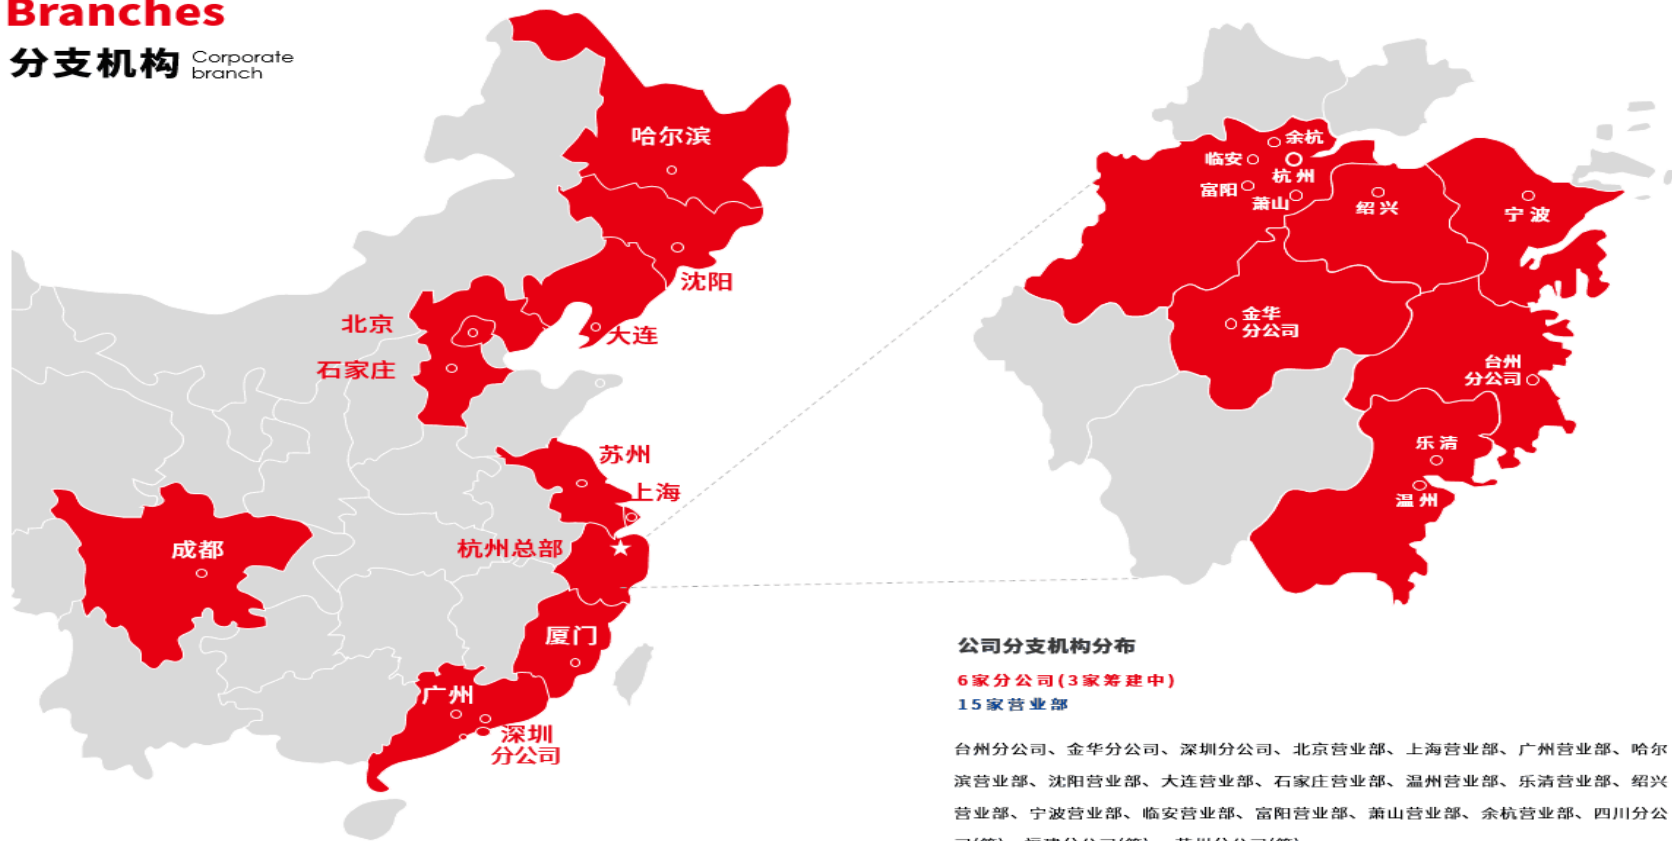 Branches
分支机构 Corporate
branch
哈尔滨
沈阳
大连
北京
石家庄
苏州
上海
杭州总部
成都
厦门
广州
深圳
分公司
余杭
临安
杭州
富阳
萧山
绍兴
宁波
金华
分公司
台州
分公司
乐清
温州
公司分支机构分布
6家分公司(3家筹建中)
15家营业部
台州分公司、金华分公司、深圳分公司、北京营业部、上海营业部、广州营业部、哈尔
滨营业部、沈阳营业部、大连营业部、石家庄营业部、温州营业部、乐清营业部、绍兴
营业部、宁波营业部、临安营业部、富阳营业部、萧山营业部、余杭营业部、四川分公